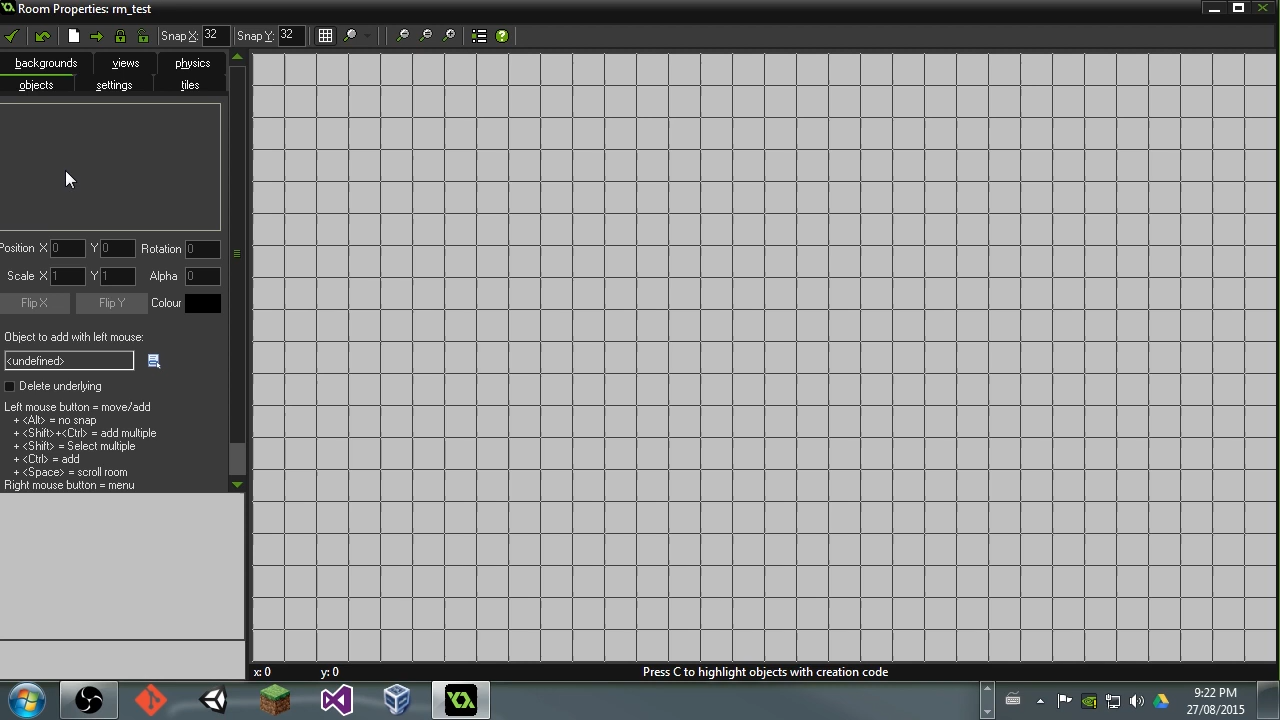 Room Properties: rm_test
Snap X: 32 Snap Y: 32
backgrounds views physics
objects settings tiles
Position X 0 Y 0 Rotation 0
Scale X 1 Y 1 Alpha 0
Flip X Flip Y Colour
Object to add with left mouse:
<undefined>
Delete underlying
Left mouse button = move/add
+ <Alt> = no snap
+ <Shift>+<Ctrl> = add multiple
+ <Shift> = Select multiple
+ <Ctrl> = add
+ <Space> = scroll room
Right mouse button = menu
x: 0 y: 0 Press C to highlight objects with creation code
9:22 PM
27/08/2015